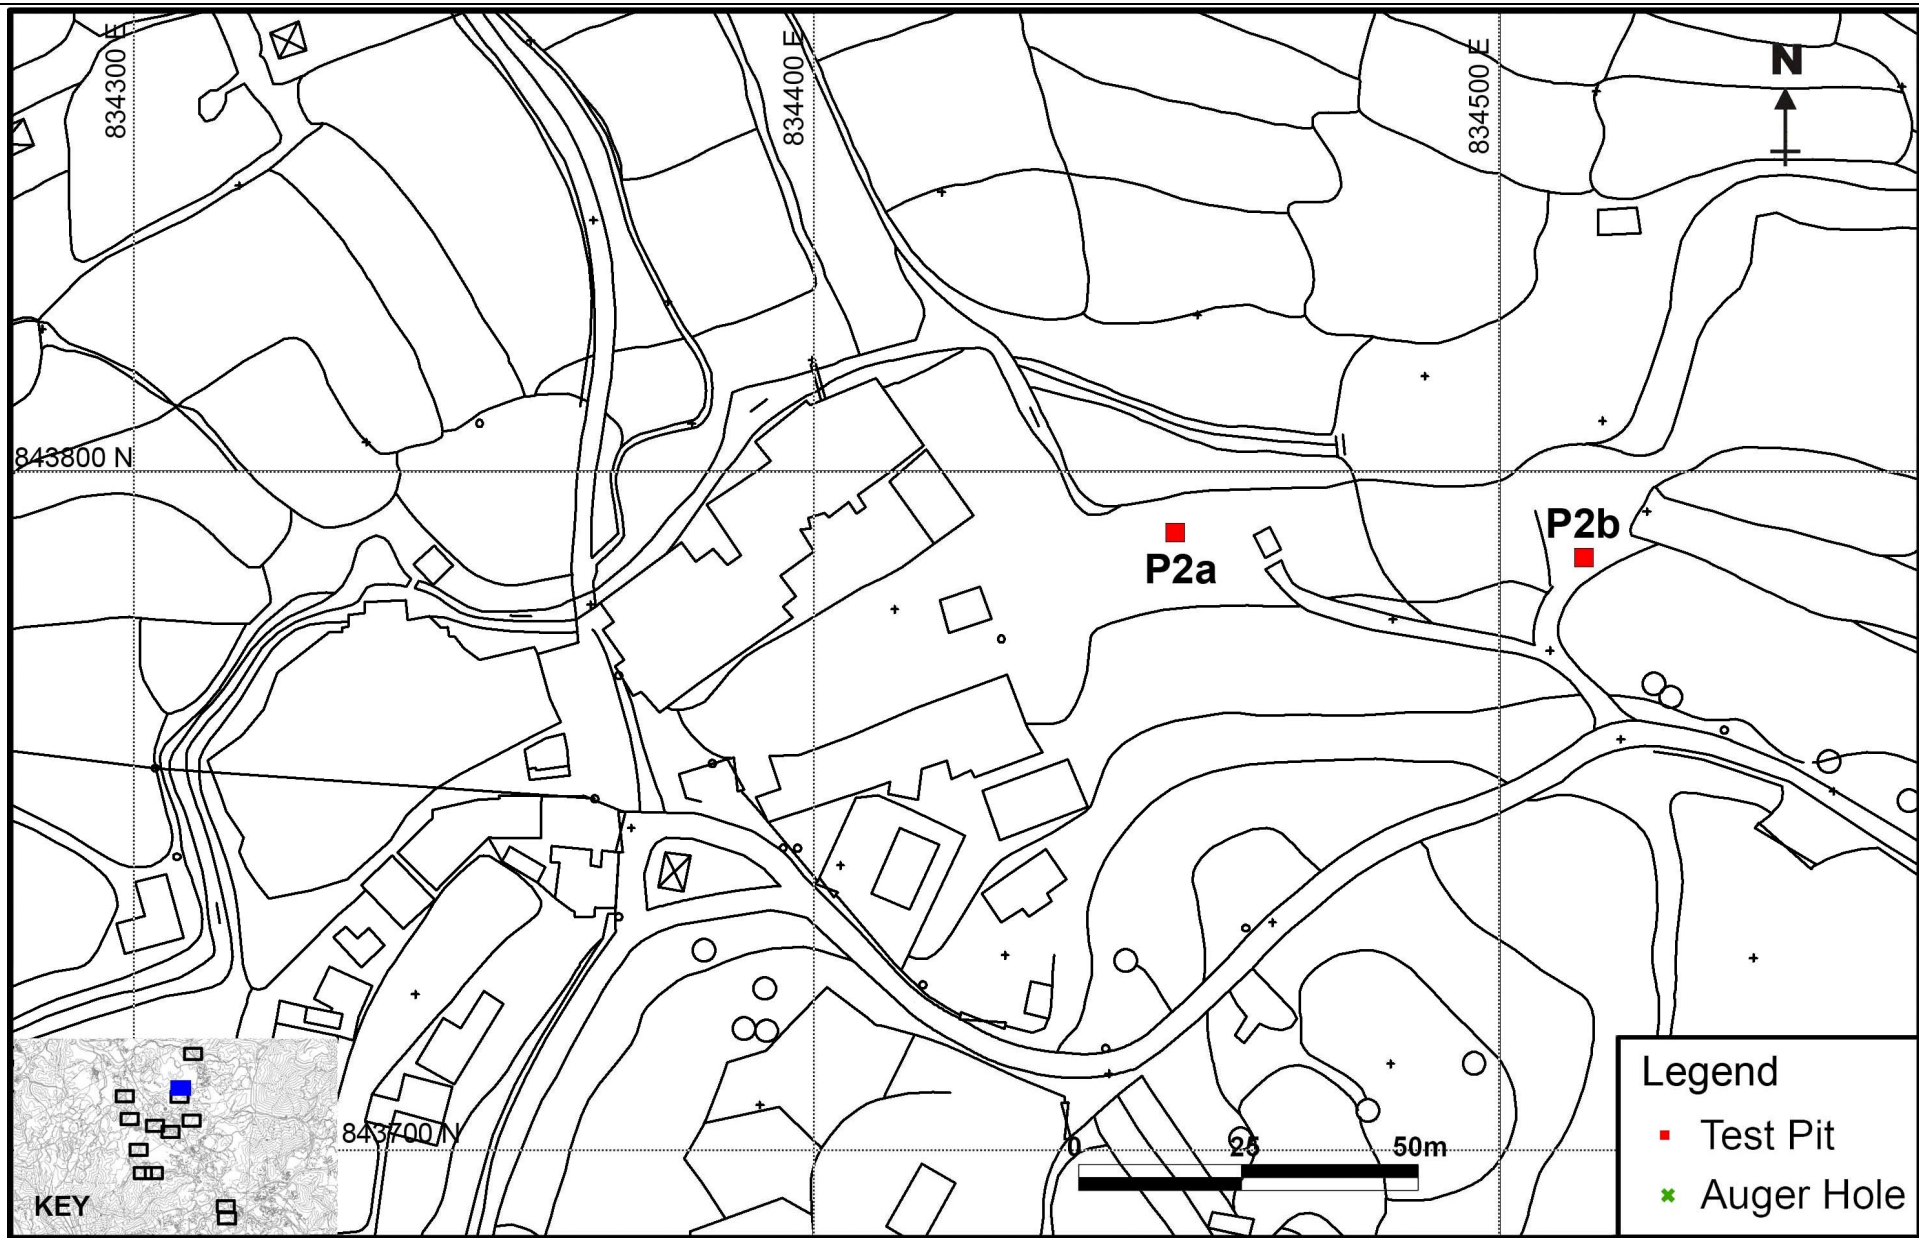 834300 E
834400 E
834500 E
N
843800 N
P2a
P2b
843700 N
0 25 50m
KEY
Legend
Test Pit
Auger Hole